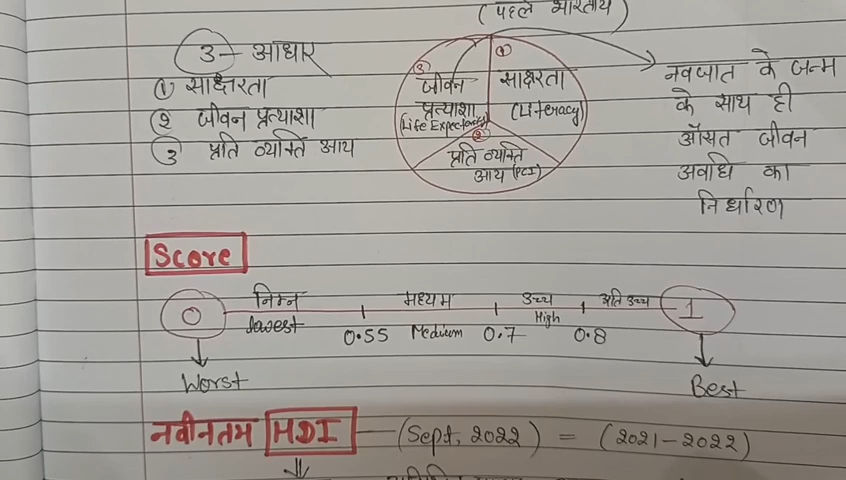 (पहले भारतीय)
3 - आधार
① साक्षरता
② जीवन प्रत्याशा
③ प्रति व्यक्ति आय
③
जीवन
प्रत्याशा
(Life Expectancy)
①
साक्षरता
(Literacy)
②
प्रति व्यक्ति
आय (PCI)
नवजात के जन्म
के साथ ही
औसत जीवन
अवधि का
निर्धारण
Score
0 निम्न मध्यम उच्च अति उच्च 1
lowest 0.55 Medium 0.7 High 0.8
Worst Best
नवीनतम HDI - (Sept, 2022) = (2021-2022)